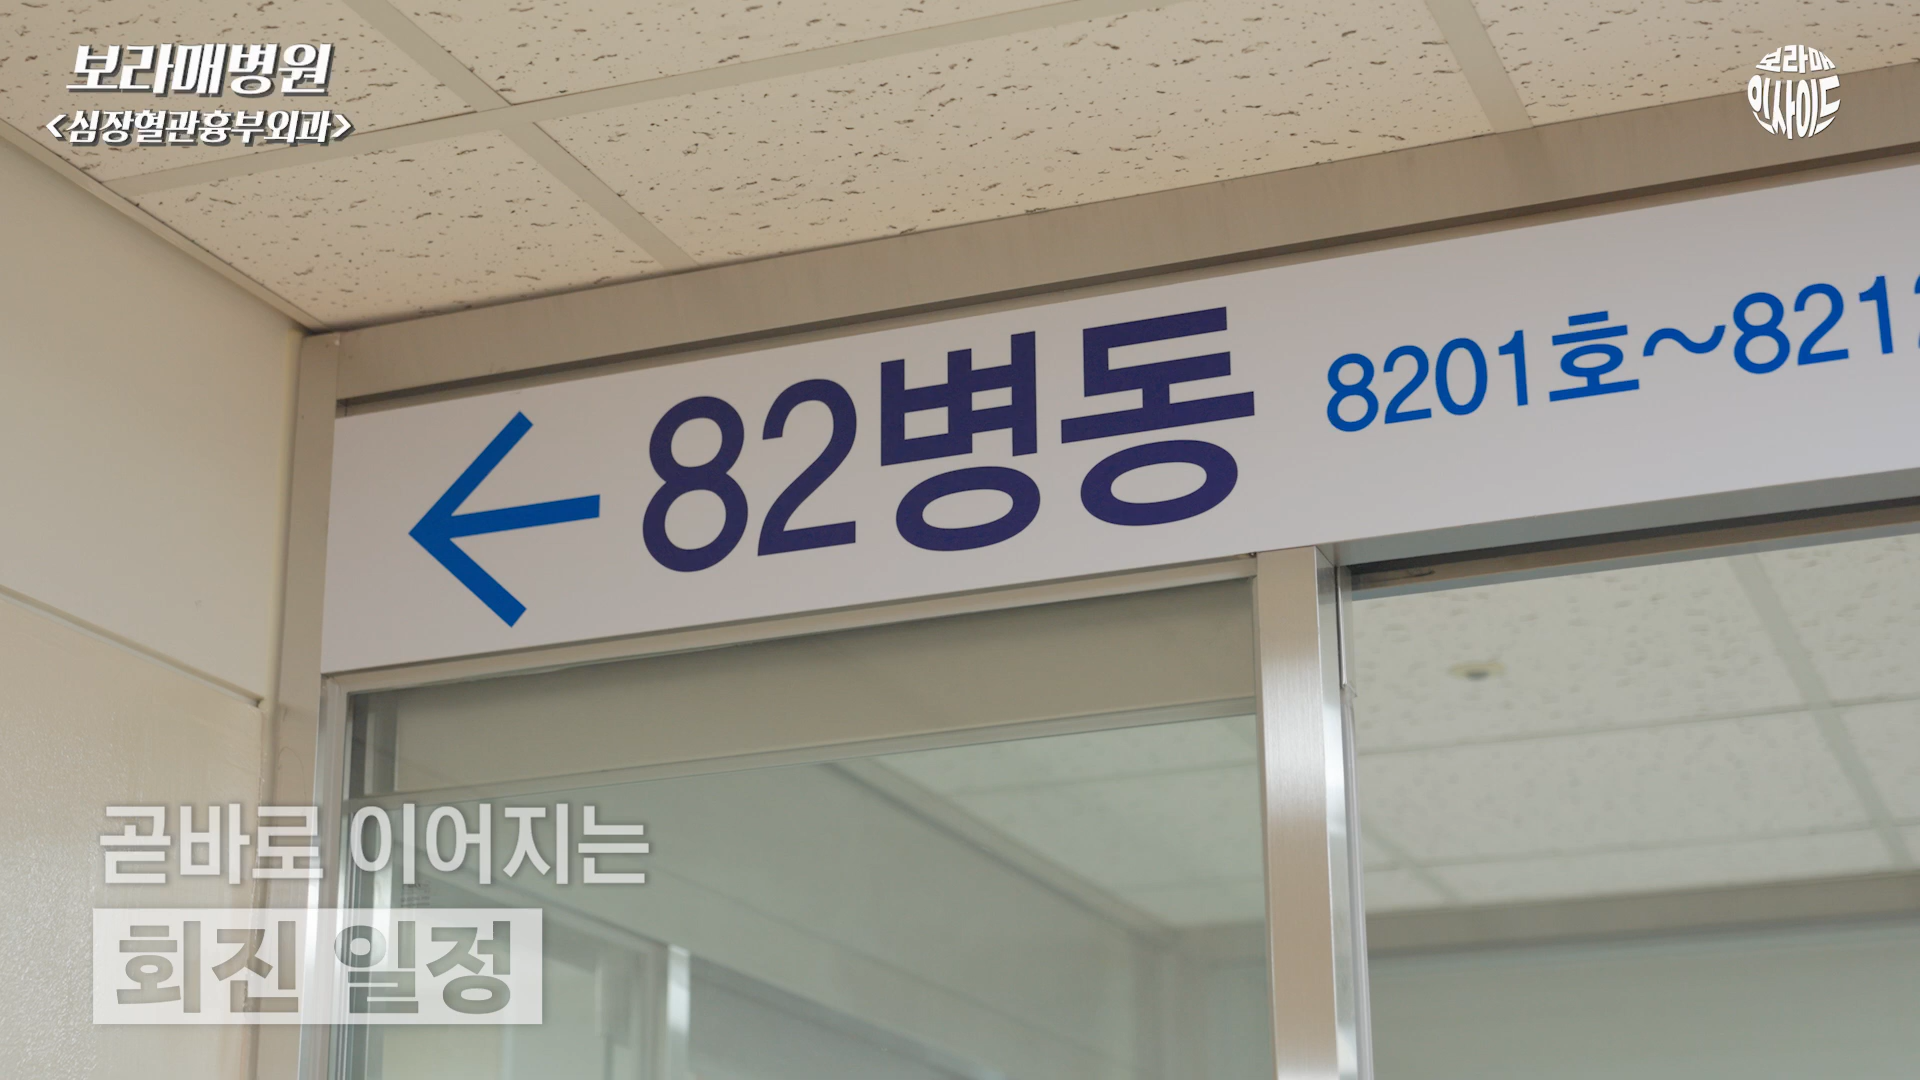 보라매병원
<심장혈관흉부외과>
보라매
인사이드
82병동 8201호~821
곧바로 이어지는
회진 일정